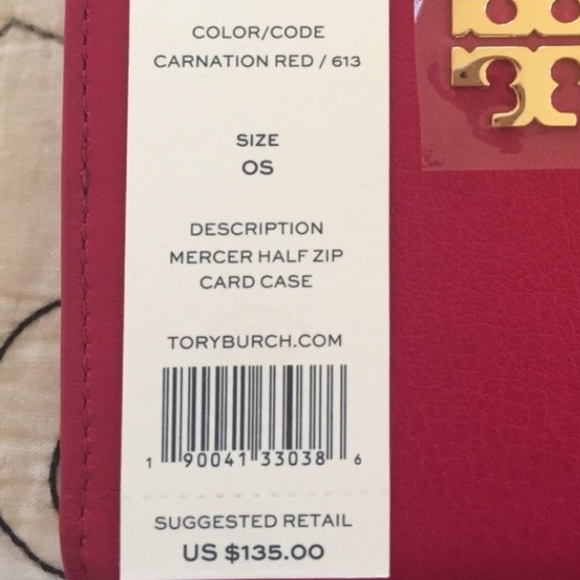 COLOR/CODE
CARNATION RED / 613
SIZE
OS
DESCRIPTION
MERCER HALF ZIP
CARD CASE
TORYBURCH.COM
1 90041 33038 6
SUGGESTED RETAIL
US $135.00